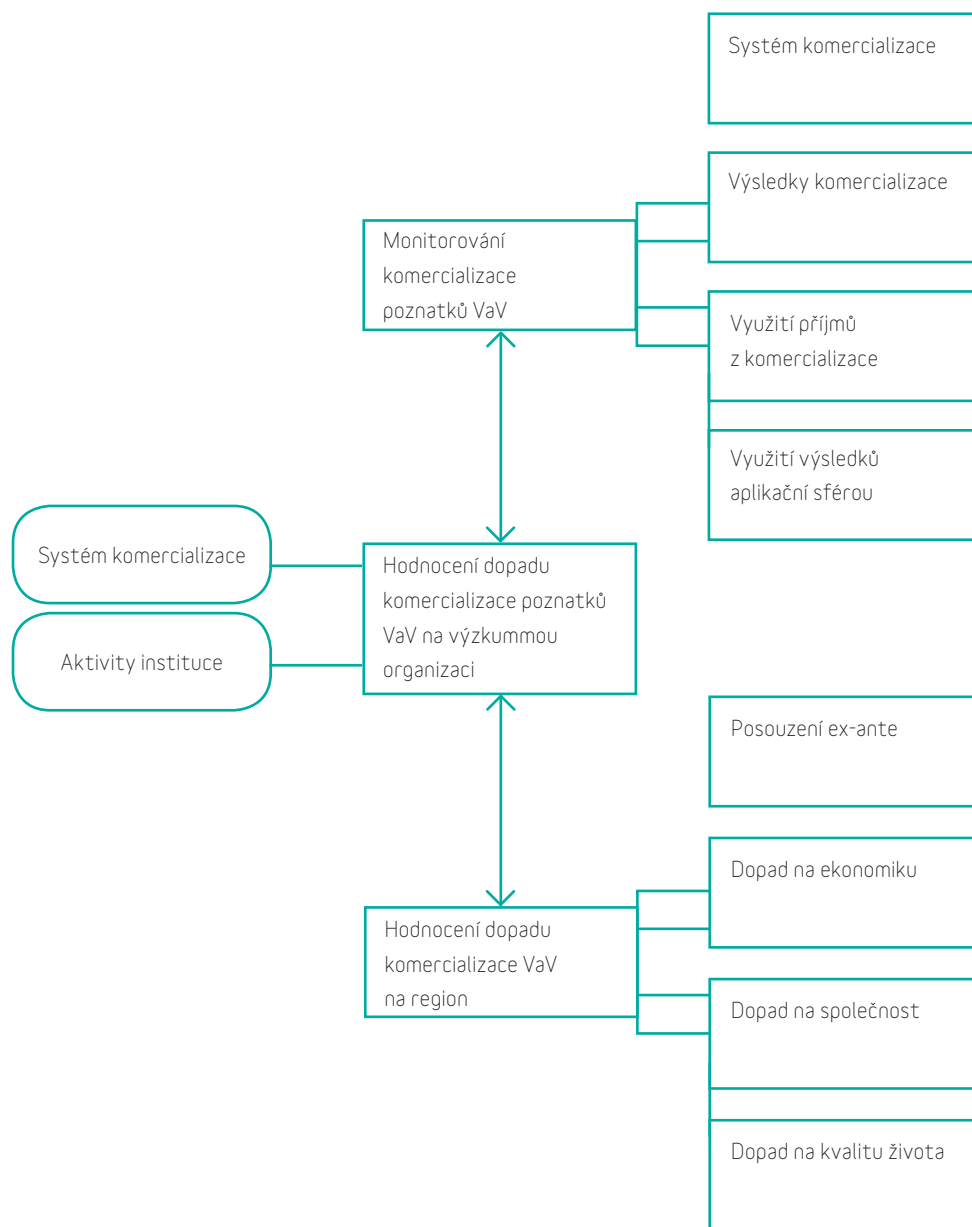 Systém komercializace
Výsledky komercializace
Monitorování
komercializace
poznatků VaV
Využití příjmů
z komercializace
Využití výsledků
aplikační sférou
Systém komercializace
Aktivity instituce
Hodnocení dopadu
komercializace poznatků
VaV na výzkummou
organizaci
Posouzení ex-ante
Dopad na ekonomiku
Hodnocení dopadu
komercializace VaV
na region
Dopad na společnost
Dopad na kvalitu života